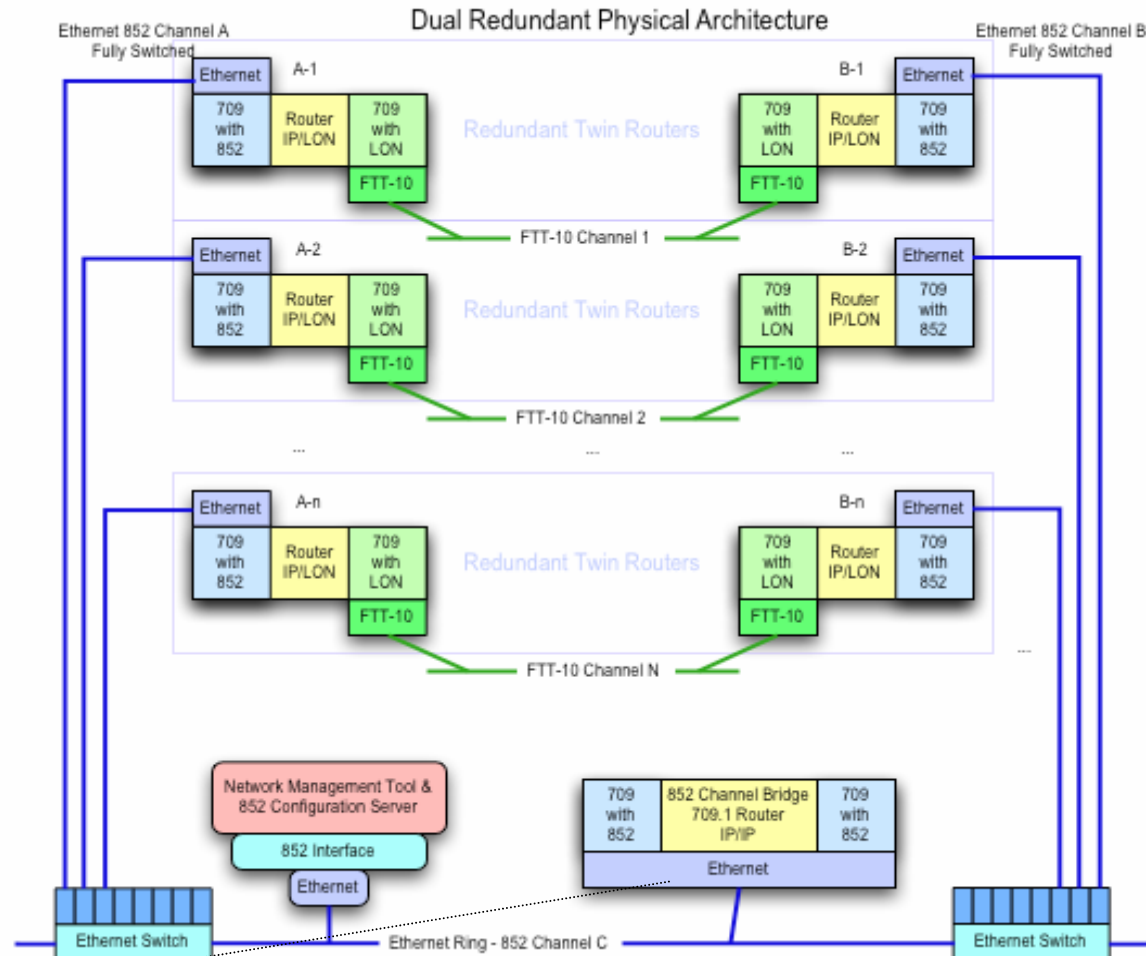 Dual Redundant Physical Architecture
Ethernet 852 Channel A
Fully Switched
Ethernet 852 Channel B
Fully Switched
Ethernet
A-1
709
with
852
Router
IP/LON
709
with
LON
FTT-10
Redundant Twin Routers
B-1
Ethernet
709
with
LON
Router
IP/LON
709
with
852
FTT-10
FTT-10 Channel 1
Ethernet
A-2
709
with
852
Router
IP/LON
709
with
LON
FTT-10
Redundant Twin Routers
B-2
Ethernet
709
with
LON
Router
IP/LON
709
with
852
FTT-10
FTT-10 Channel 2
... ... ...
Ethernet
A-n
709
with
852
Router
IP/LON
709
with
LON
FTT-10
Redundant Twin Routers
B-n
Ethernet
709
with
LON
Router
IP/LON
709
with
852
FTT-10
...
FTT-10 Channel N
Network Management Tool &
852 Configuration Server
852 Interface
Ethernet
709
with
852
852 Channel Bridge
709.1 Router
IP/IP
709
with
852
Ethernet
Ethernet Switch
Ethernet Ring - 852 Channel C
Ethernet Switch